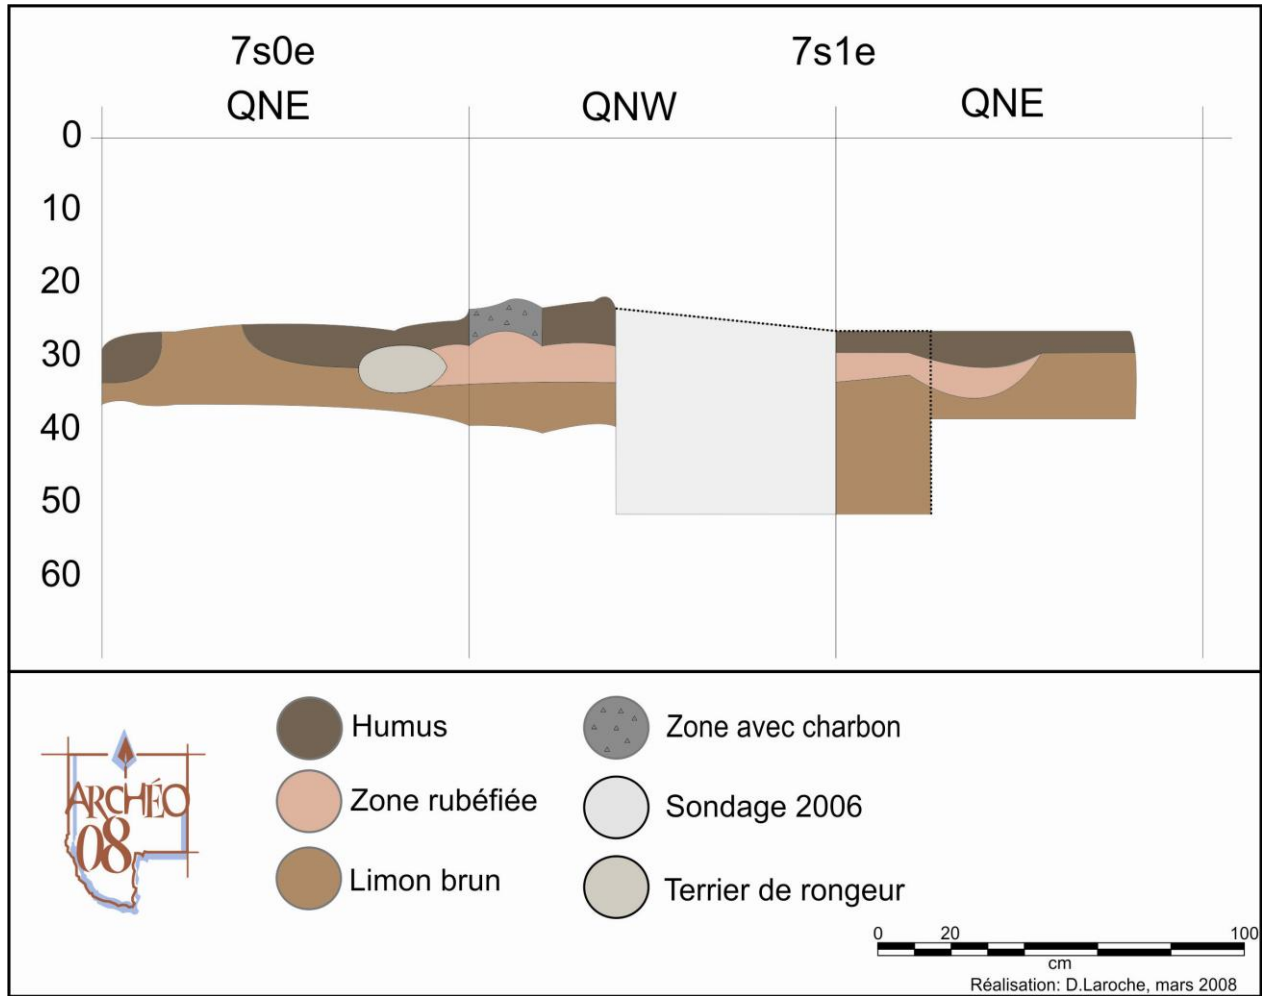 7s0e 7s1e
QNE QNW QNE
0
10
20
30
40
50
60
Humus Zone avec charbon
Zone rubéfiée Sondage 2006
Limon brun Terrier de rongeur
ARCHÉO
08
0 20 100
cm
Réalisation: D.Laroche, mars 2008